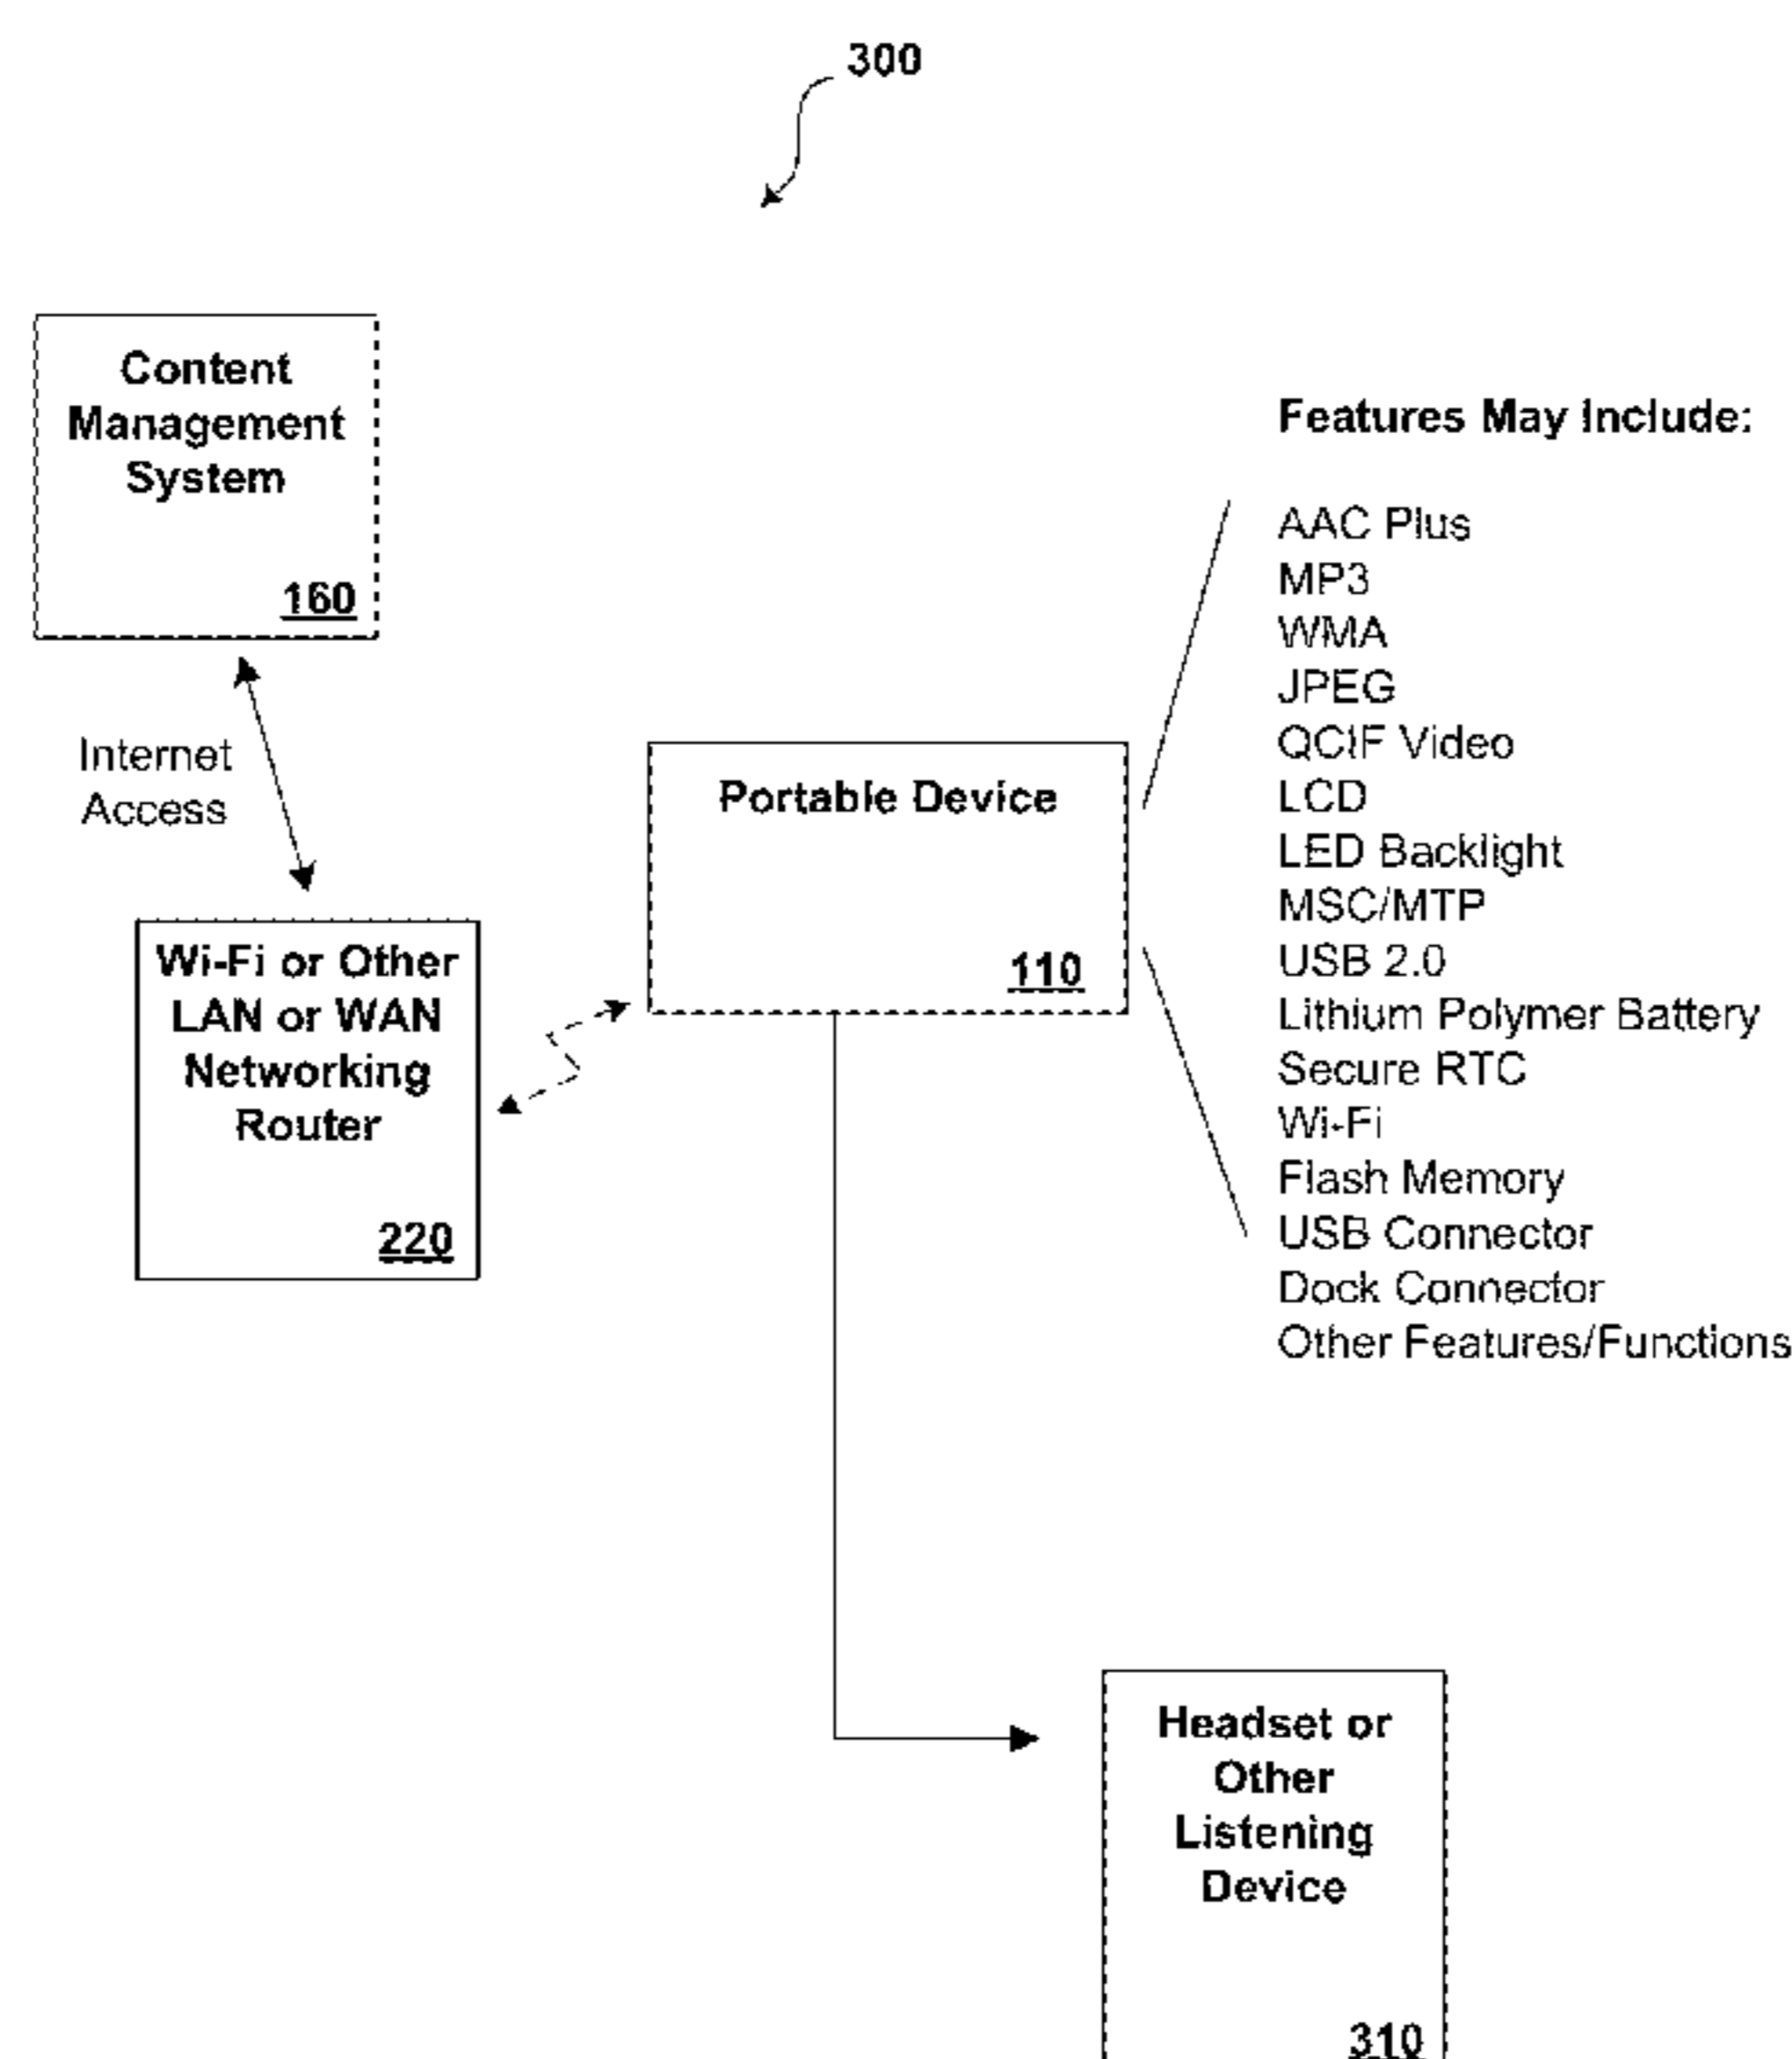 300
Content
Management
System
160
Internet
Access
Wi-Fi or Other
LAN or WAN
Networking
Router
220
Portable Device
110
Features May Include:
AAC Plus
MP3
WMA
JPEG
QCIF Video
LCD
LED Backlight
MSC/MTP
USB 2.0
Lithium Polymer Battery
Secure RTC
Wi-Fi
Flash Memory
USB Connector
Dock Connector
Other Features/Functions
Headset or
Other
Listening
Device
310